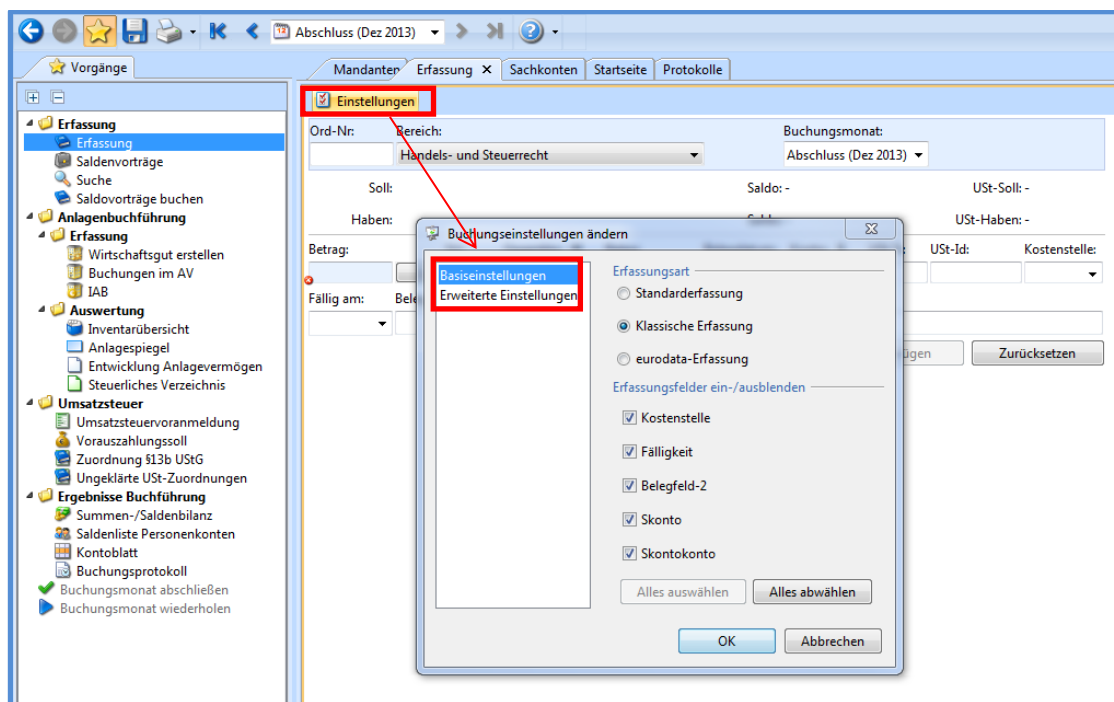 Abschluss (Dez 2013)
Vorgänge
Mandanten Erfassung Sachkonten Startseite Protokolle
Einstellungen
Erfassung
Erfassung
Saldenvorträge
Suche
Saldovorträge buchen
Anlagenbuchführung
Erfassung
Wirtschaftsgut erstellen
Buchungen im AV
IAB
Auswertung
Inventarübersicht
Anlagespiegel
Entwicklung Anlagevermögen
Steuerliches Verzeichnis
Umsatzsteuer
Umsatzsteuervoranmeldung
Vorauszahlungssoll
Zuordnung §13b UStG
Ungeklärte USt-Zuordnungen
Ergebnisse Buchführung
Summen-/Saldenbilanz
Saldenliste Personenkonten
Kontoblatt
Buchungsprotokoll
Buchungsmonat abschließen
Buchungsmonat wiederholen
Ord-Nr: Bereich: Buchungsmonat:
Handels- und Steuerrecht Abschluss (Dez 2013)
Soll: Saldo: - USt-Soll: -
Haben: USt-Haben: -
Betrag: USt-Id: Kostenstelle:
Fällig am:
Zurücksetzen
Buchungseinstellungen ändern
Basiseinstellungen
Erweiterte Einstellungen
Erfassungsart
Standarderfassung
Klassische Erfassung
eurodata-Erfassung
Erfassungsfelder ein-/ausblenden
Kostenstelle
Fälligkeit
Belegfeld-2
Skonto
Skontokonto
Alles auswählen Alles abwählen
OK Abbrechen